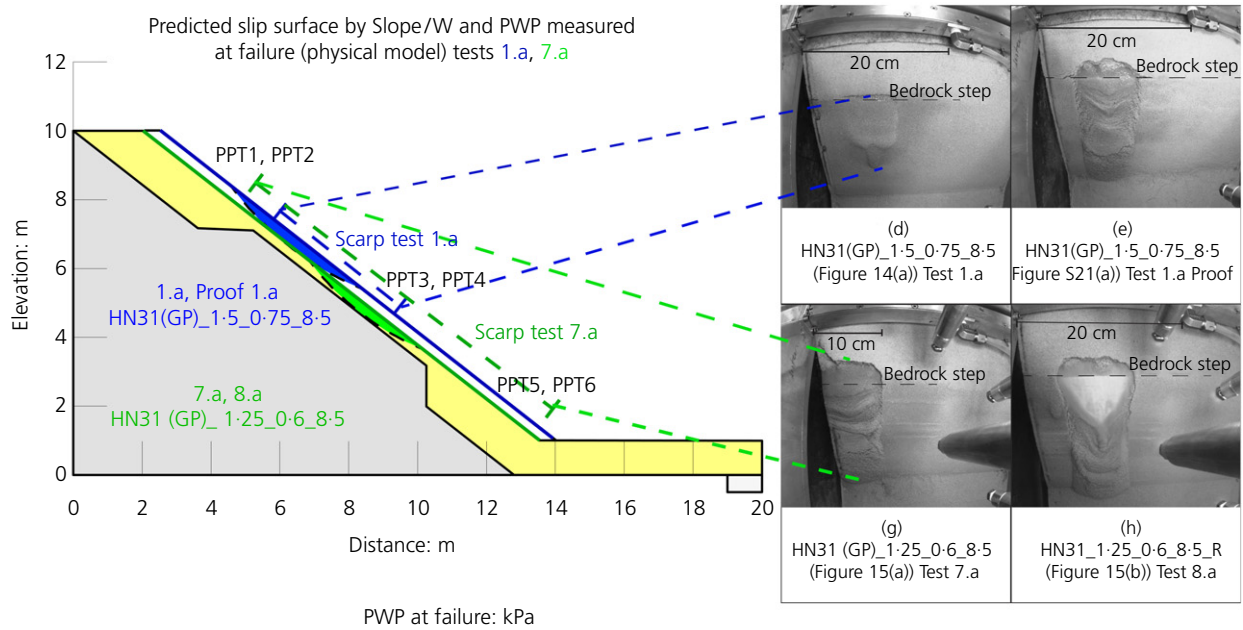 Predicted slip surface by Slope/W and PWP measured
at failure (physical model) tests 1.a, 7.a
12
10
8
6
4
2
0
Elevation: m
PPT1, PPT2
Scarp test 1.a
PPT3, PPT4
1.a, Proof 1.a
HN31(GP)_1·5_0·75_8·5
Scarp test 7.a
PPT5, PPT6
7.a, 8.a
HN31 (GP)_ 1·25_0·6_8·5
0
2
4
6
8
10
12
14
16
18
20
Distance: m
PWP at failure: kPa
20 cm
Bedrock step
(d)
HN31(GP)_1·5_0·75_8·5
(Figure 14(a)) Test 1.a
20 cm
Bedrock step
(e)
HN31(GP)_1·5_0·75_8·5
Figure S21(a)) Test 1.a Proof
10 cm
Bedrock step
(g)
HN31 (GP)_1·25_0·6_8·5
(Figure 15(a)) Test 7.a
20 cm
Bedrock step
(h)
HN31_1·25_0·6_8·5_R
(Figure 15(b)) Test 8.a